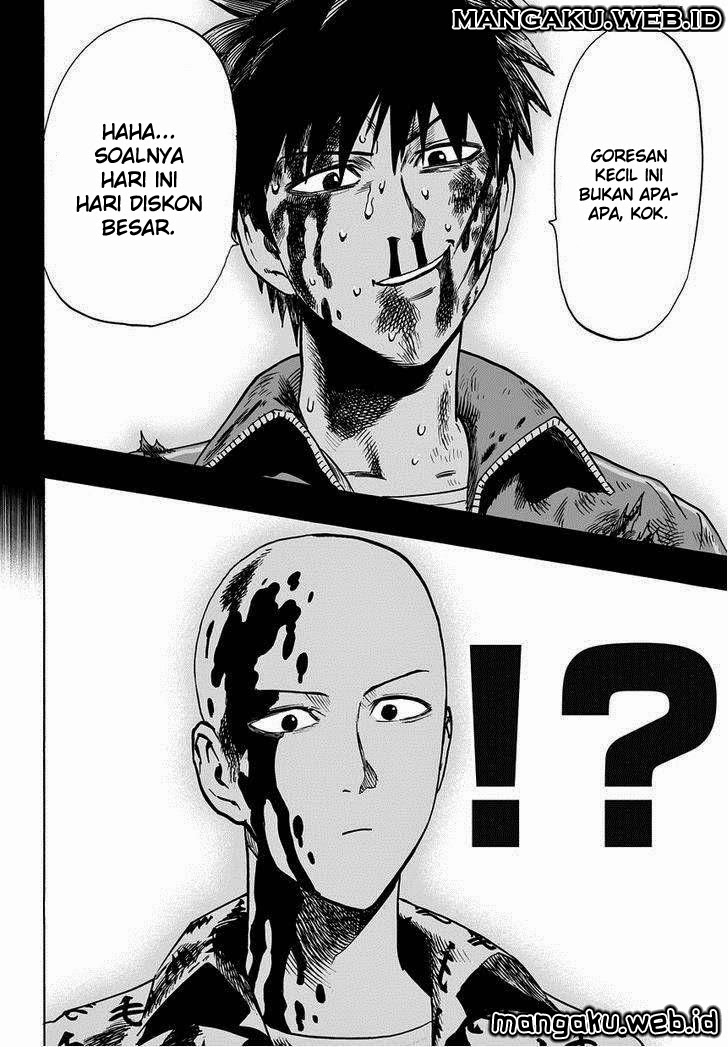 MANGAKU.WEB.ID
GORESAN
KECIL INI
BUKAN APA-
APA, KOK.
HAHA...
SOALNYA
HARI INI
HARI DISKON
BESAR.
!?
mangaku.web.id